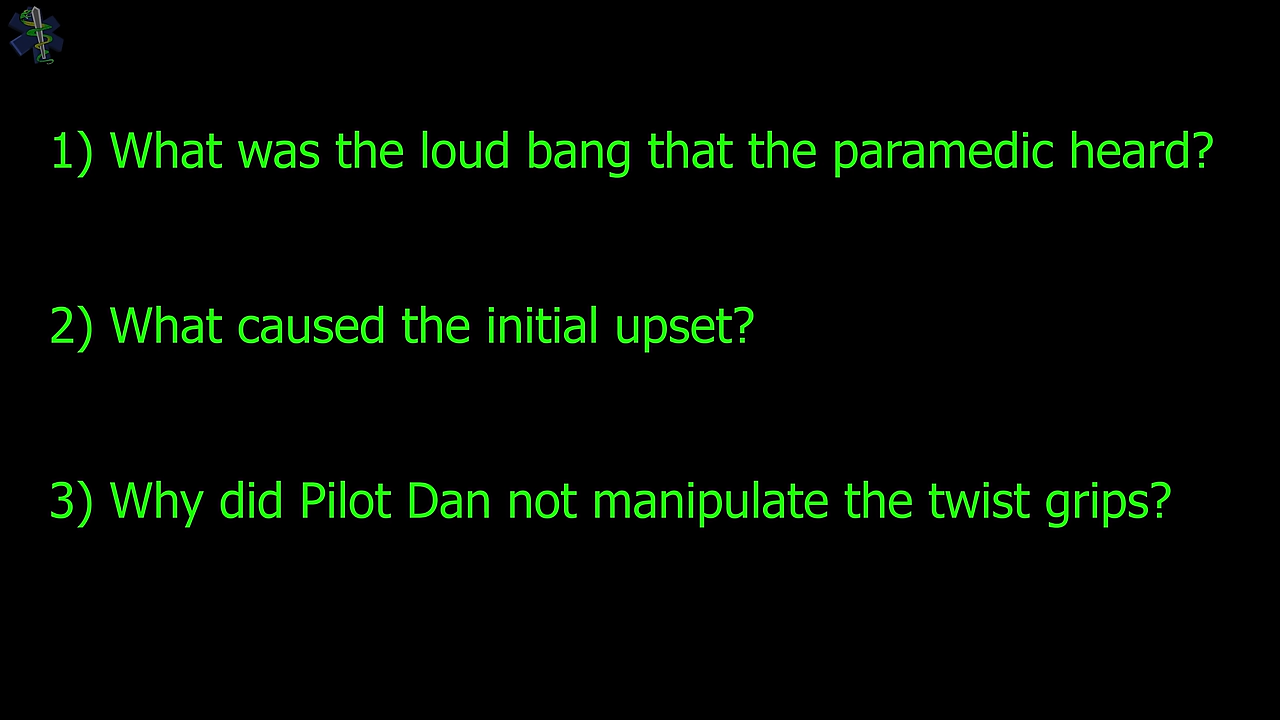 1) What was the loud bang that the paramedic heard?
2) What caused the initial upset?
3) Why did Pilot Dan not manipulate the twist grips?